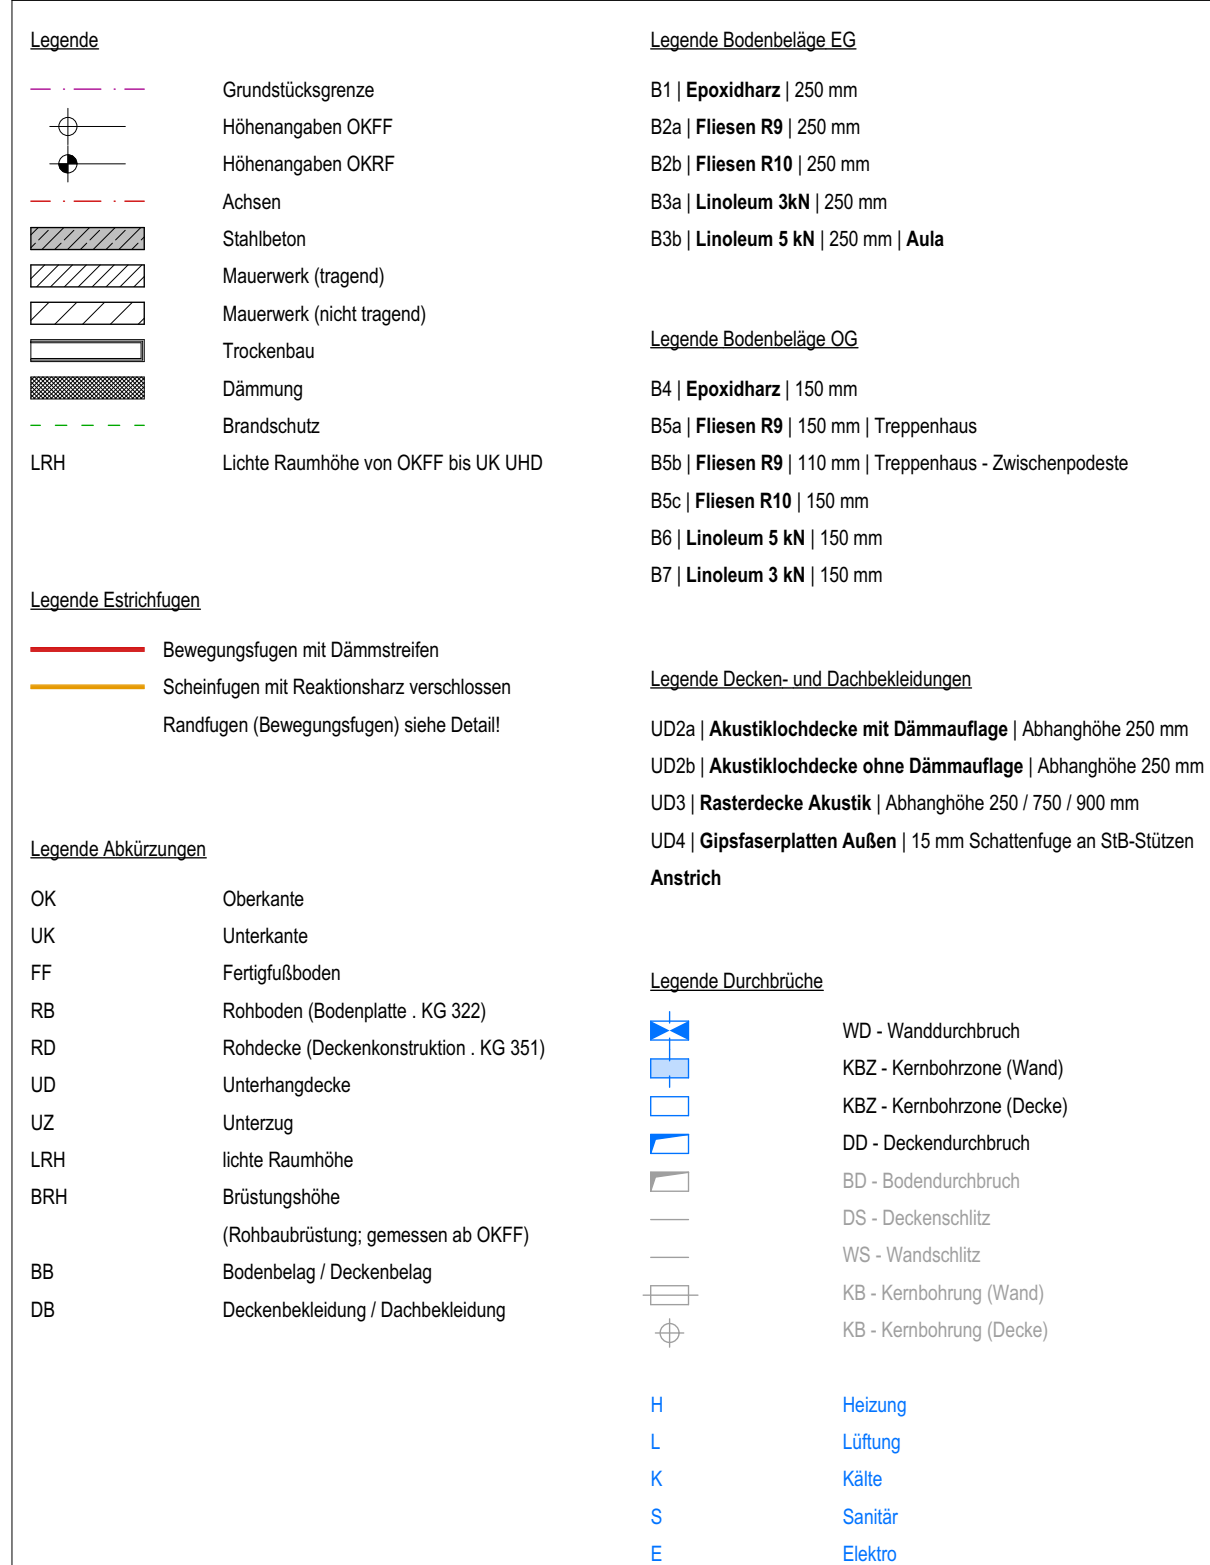 Legende
Grundstücksgrenze
Höhenangaben OKFF
Höhenangaben OKRF
Achsen
Stahlbeton
Mauerwerk (tragend)
Mauerwerk (nicht tragend)
Trockenbau
Dämmung
Brandschutz
LRH Lichte Raumhöhe von OKFF bis UK UHD
Legende Estrichfugen
Bewegungsfugen mit Dämmstreifen
Scheinfugen mit Reaktionsharz verschlossen
Randfugen (Bewegungsfugen) siehe Detail!
Legende Abkürzungen
OK Oberkante
UK Unterkante
FF Fertigfußboden
RB Rohboden (Bodenplatte . KG 322)
RD Rohdecke (Deckenkonstruktion . KG 351)
UD Unterhangdecke
UZ Unterzug
LRH lichte Raumhöhe
BRH Brüstungshöhe
(Rohbaubrüstung; gemessen ab OKFF)
BB Bodenbelag / Deckenbelag
DB Deckenbekleidung / Dachbekleidung
Legende Bodenbeläge EG
B1 | Epoxidharz | 250 mm
B2a | Fliesen R9 | 250 mm
B2b | Fliesen R10 | 250 mm
B3a | Linoleum 3kN | 250 mm
B3b | Linoleum 5 kN | 250 mm | Aula
Legende Bodenbeläge OG
B4 | Epoxidharz | 150 mm
B5a | Fliesen R9 | 150 mm | Treppenhaus
B5b | Fliesen R9 | 110 mm | Treppenhaus - Zwischenpodeste
B5c | Fliesen R10 | 150 mm
B6 | Linoleum 5 kN | 150 mm
B7 | Linoleum 3 kN | 150 mm
Legende Decken- und Dachbekleidungen
UD2a | Akustiklochdecke mit Dämmauflage | Abhanghöhe 250 mm
UD2b | Akustiklochdecke ohne Dämmauflage | Abhanghöhe 250 mm
UD3 | Rasterdecke Akustik | Abhanghöhe 250 / 750 / 900 mm
UD4 | Gipsfaserplatten Außen | 15 mm Schattenfuge an StB-Stützen
Anstrich
Legende Durchbrüche
WD - Wanddurchbruch
KBZ - Kernbohrzone (Wand)
KBZ - Kernbohrzone (Decke)
DD - Deckendurchbruch
BD - Bodendurchbruch
DS - Deckenschlitz
WS - Wandschlitz
KB - Kernbohrung (Wand)
KB - Kernbohrung (Decke)
H Heizung
L Lüftung
K Kälte
S Sanitär
E Elektro